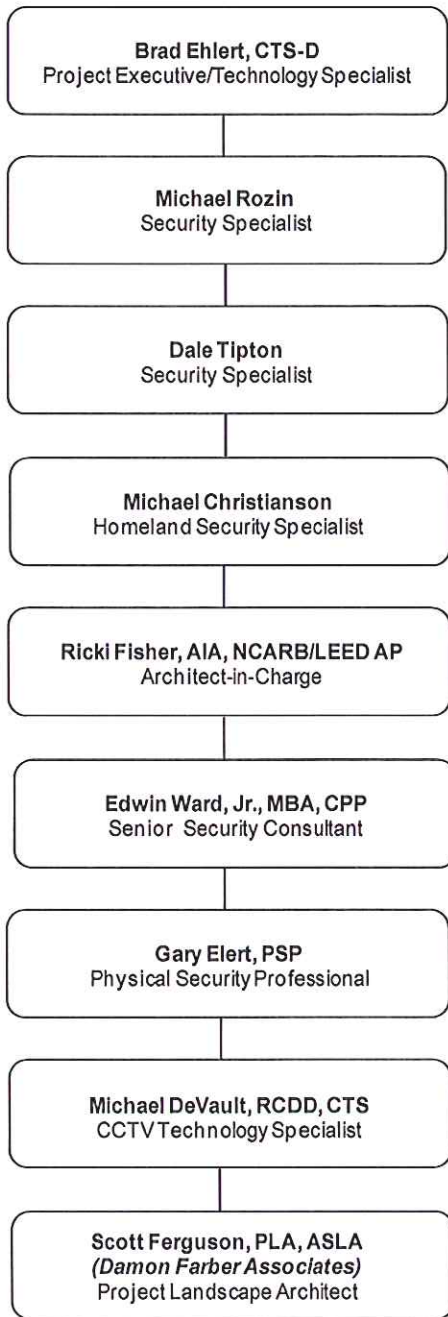 Brad Ehlert, CTS-D
Project Executive/Technology Specialist
Michael Rozin
Security Specialist
Dale Tipton
Security Specialist
Michael Christianson
Homeland Security Specialist
Ricki Fisher, AIA, NCARB/LEED AP
Architect-in-Charge
Edwin Ward, Jr., MBA, CPP
Senior Security Consultant
Gary Elert, PSP
Physical Security Professional
Michael DeVault, RCDD, CTS
CCTV Technology Specialist
Scott Ferguson, PLA, ASLA
(Damon Farber Associates)
Project Landscape Architect